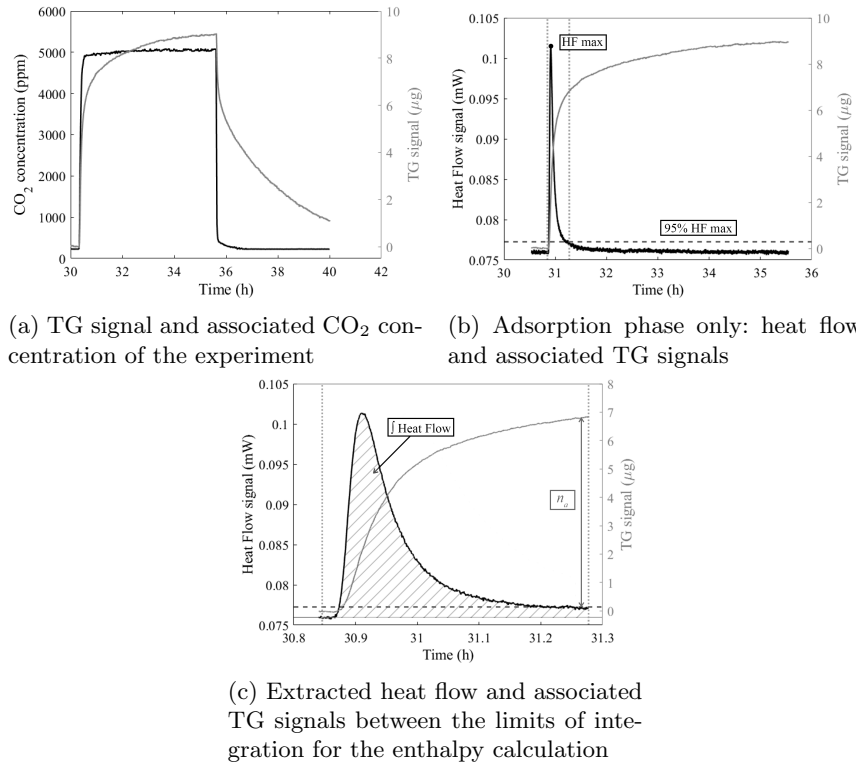 6000
5000
4000
3000
2000
1000
0
CO₂ concentration (ppm)
10
8
6
4
2
0
TG signal (μg)
30 32 34 36 38 40 42
Time (h)
0.105
0.1
0.095
0.09
0.085
0.08
0.075
Heat Flow signal (mW)
HF max
95% HF max
10
8
6
4
2
0
TG signal (μg)
30 31 32 33 34 35 36
Time (h)
(a) TG signal and associated CO₂ con-
centration of the experiment
(b) Adsorption phase only: heat flow
and associated TG signals
0.105
0.1
0.095
0.09
0.085
0.08
0.075
Heat Flow signal (mW)
∫ Heat Flow
nₐ
8
7
6
5
4
3
2
1
0
TG signal (μg)
30.8 30.9 31 31.1 31.2 31.3
Time (h)
(c) Extracted heat flow and associated
TG signals between the limits of inte-
gration for the enthalpy calculation